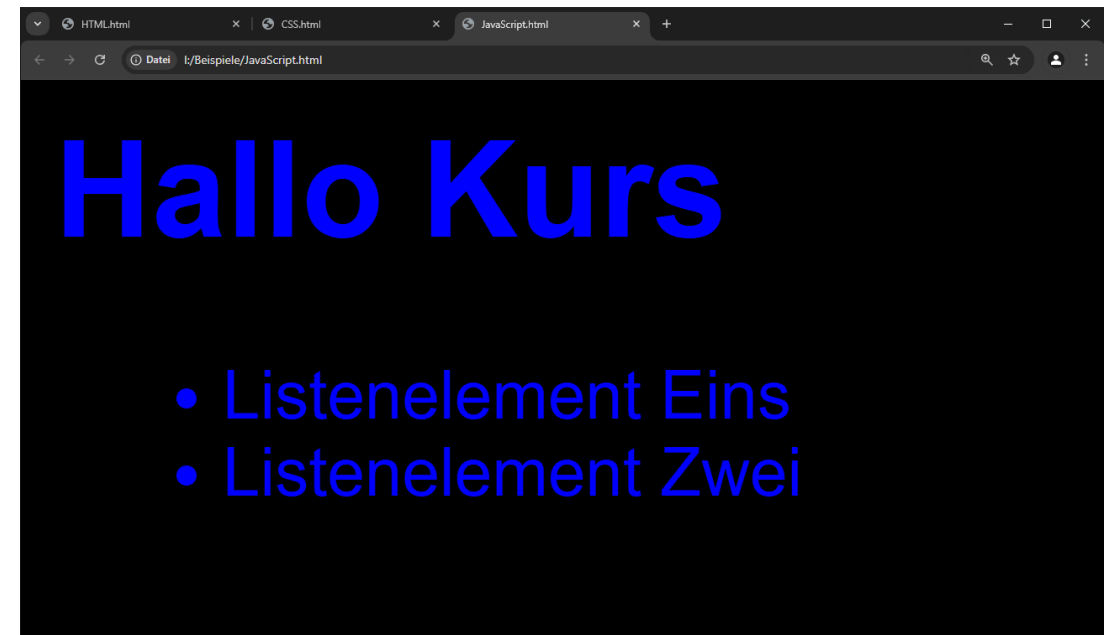 HTML.html
CSS.html
JavaScript.html
Datei I:/Beispiele/JavaScript.html
Hallo Kurs
• Listenelement Eins
• Listenelement Zwei